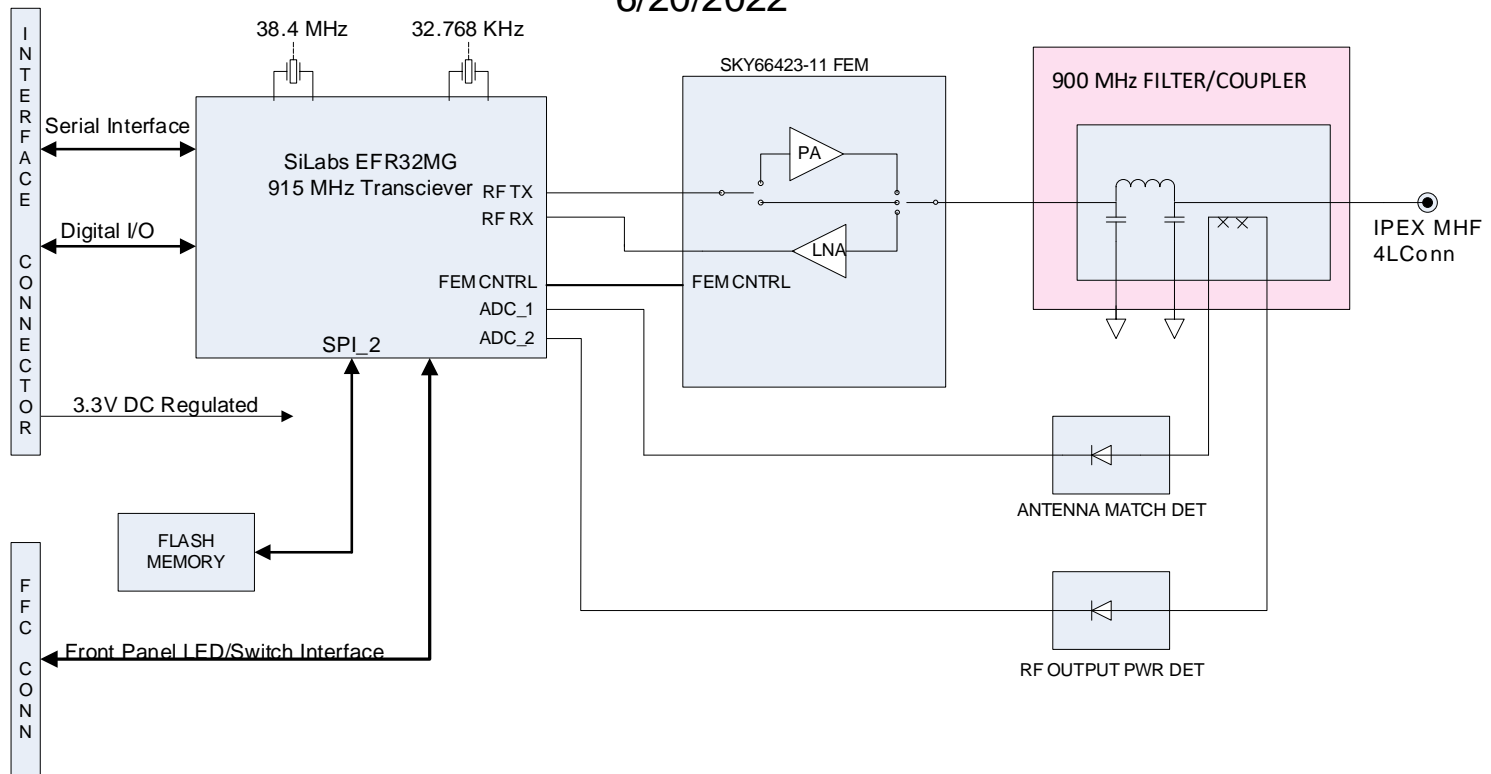 6/20/2022
INTERFACE CONNECTOR
38.4 MHz
32.768 KHz
SKY66423-11 FEM
900 MHz FILTER/COUPLER
Serial Interface
SiLabs EFR32MG
915 MHz Transciever
RF TX
RF RX
PA
LNA
Digital I/O
IPEX MHF
4LConn
FEM CNTRL
FEM CNTRL
ADC_1
ADC_2
SPI_2
3.3V DC Regulated
ANTENNA MATCH DET
FLASH
MEMORY
FFC CONN
Front Panel LED/Switch Interface
RF OUTPUT PWR DET